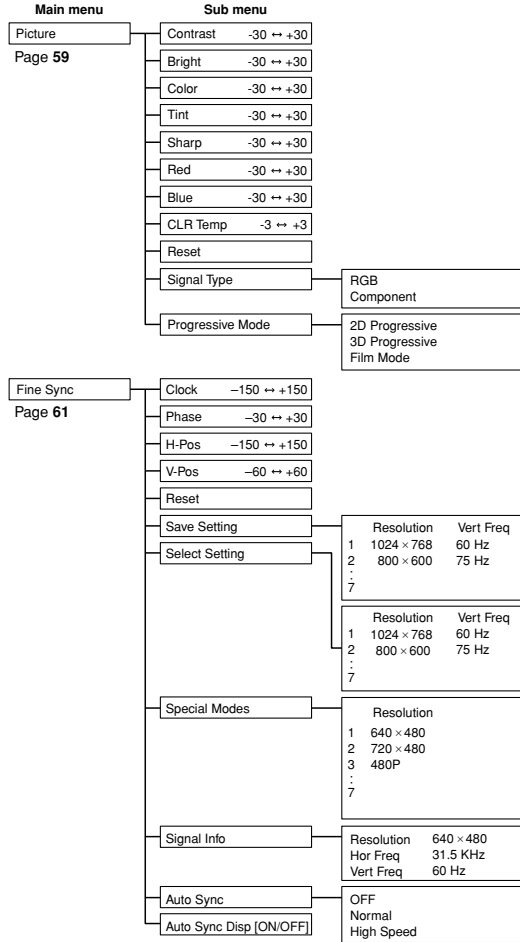 Main menu Sub menu
Picture
Page 59
Contrast -30 ↔ +30
Bright -30 ↔ +30
Color -30 ↔ +30
Tint -30 ↔ +30
Sharp -30 ↔ +30
Red -30 ↔ +30
Blue -30 ↔ +30
CLR Temp -3 ↔ +3
Reset
Signal Type
RGB
Component
Progressive Mode
2D Progressive
3D Progressive
Film Mode
Fine Sync
Page 61
Clock –150 ↔ +150
Phase –30 ↔ +30
H-Pos –150 ↔ +150
V-Pos –60 ↔ +60
Reset
Save Setting
Resolution Vert Freq
1 1024 × 768 60 Hz
2 800 × 600 75 Hz
:
7
Select Setting
Resolution Vert Freq
1 1024 × 768 60 Hz
2 800 × 600 75 Hz
:
7
Special Modes
Resolution
1 640 × 480
2 720 × 480
3 480P
:
7
Signal Info
Resolution 640 × 480
Hor Freq 31.5 KHz
Vert Freq 60 Hz
Auto Sync
OFF
Normal
High Speed
Auto Sync Disp [ON/OFF]